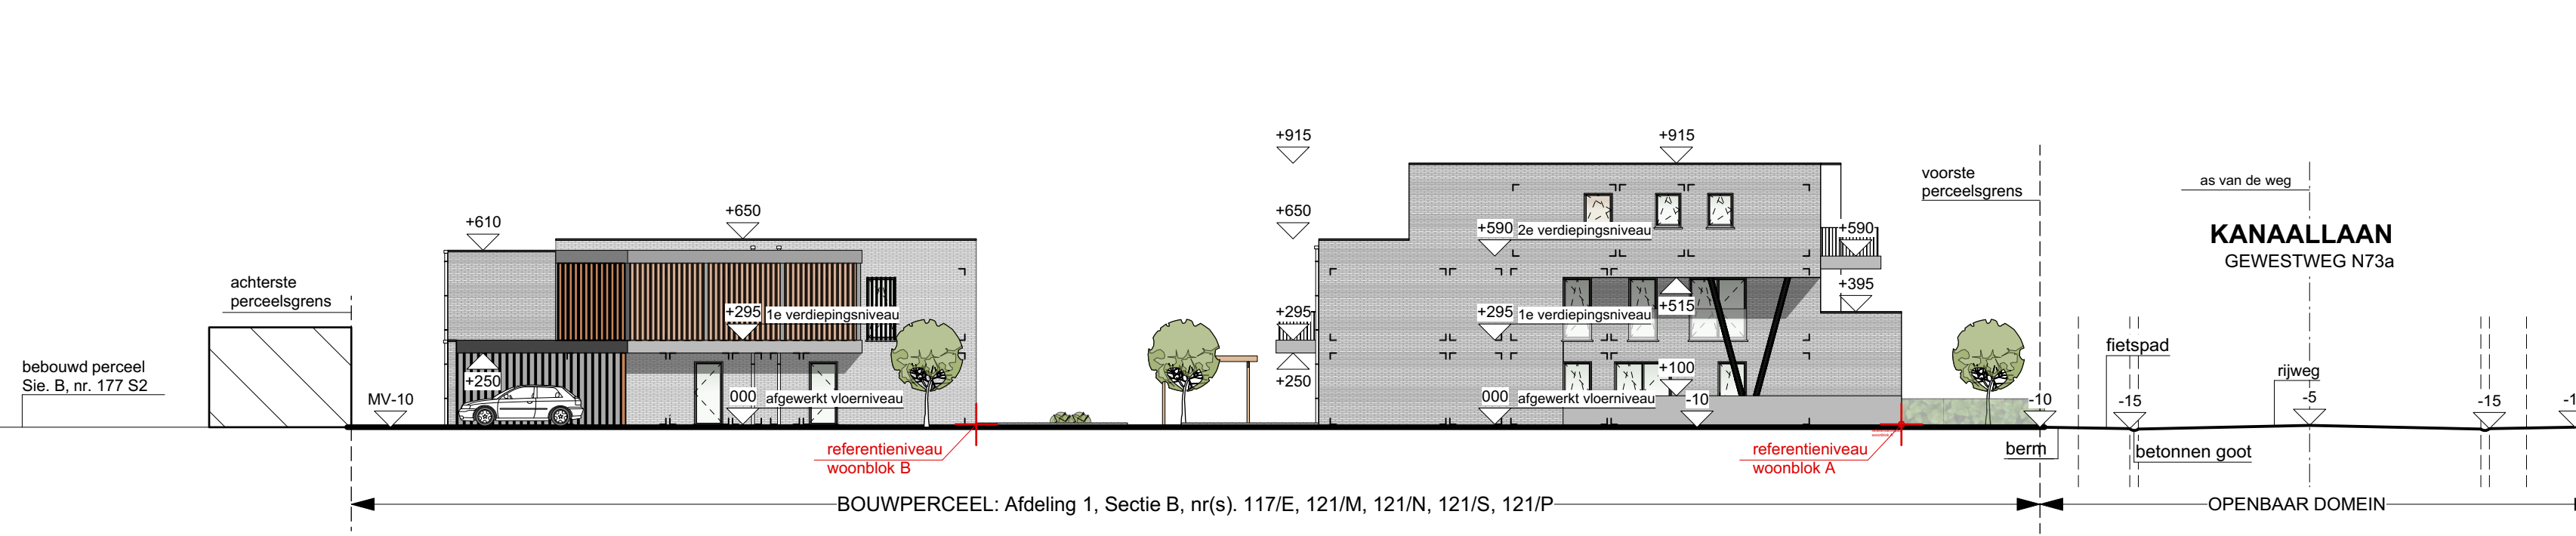 +915
+915
voorste
perceelsgrens
as van de weg
+610
+650
+650
+590 2e verdiepingsniveau
+590
KANAALLAAN
GEWESTWEG N73a
achterste
perceelsgrens
+395
+295 1e verdiepingsniveau
+295
+295 1e verdiepingsniveau
+515
fietspad
bebouwd perceel
Sie. B, nr. 177 S2
+250
+250
+100
rijweg
MV-10
000 afgewerkt vloerniveau
000 afgewerkt vloerniveau
-10
-10
-15
-5
-15
referentieniveau
woonblok B
referentieniveau
woonblok A
berm
betonnen goot
BOUWPERCEEL: Afdeling 1, Sectie B, nr(s). 117/E, 121/M, 121/N, 121/S, 121/P
OPENBAAR DOMEIN